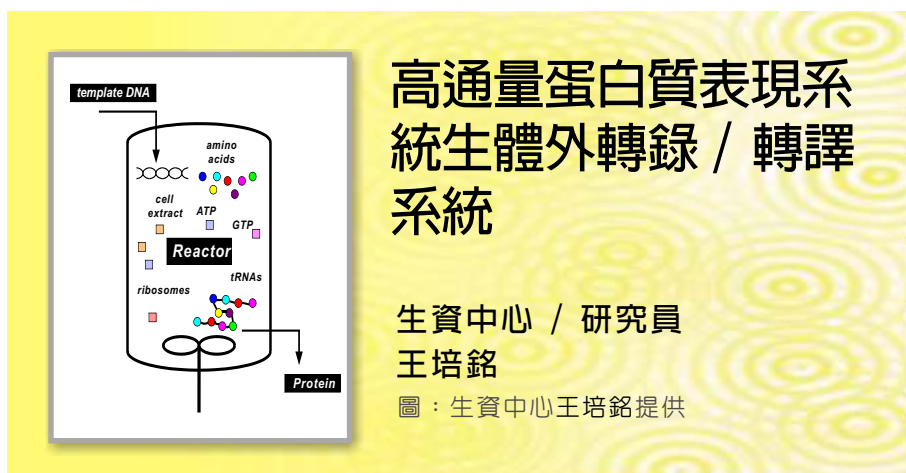 template DNA
amino
acids
cell
extract
ATP
GTP
Reactor
tRNAs
ribosomes
Protein
高通量蛋白質表現系
統生體外轉錄 / 轉譯
系統
生資中心 / 研究員
王培銘
圖：生資中心王培銘提供